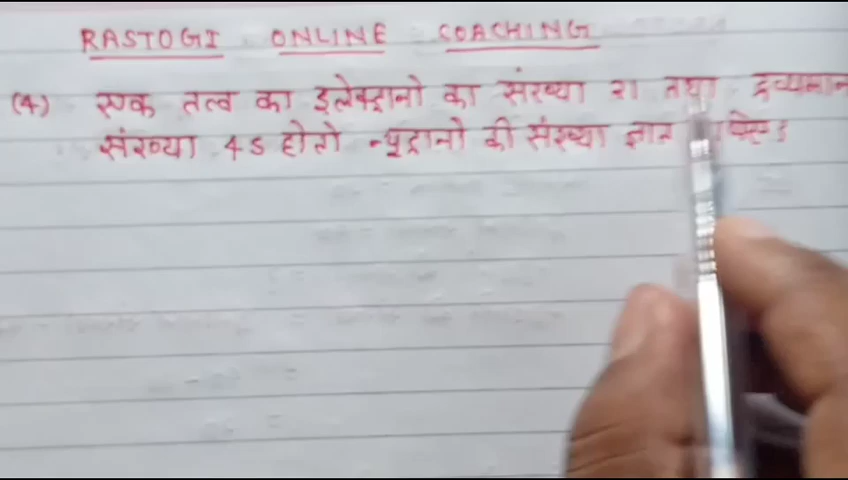 RASTOGI ONLINE COACHING
(4) एक तत्व का इलेक्ट्रानो का संख्या 21 तथा द्रव्यमान
संख्या 45 होतो न्यूट्रानो की संख्या ज्ञात